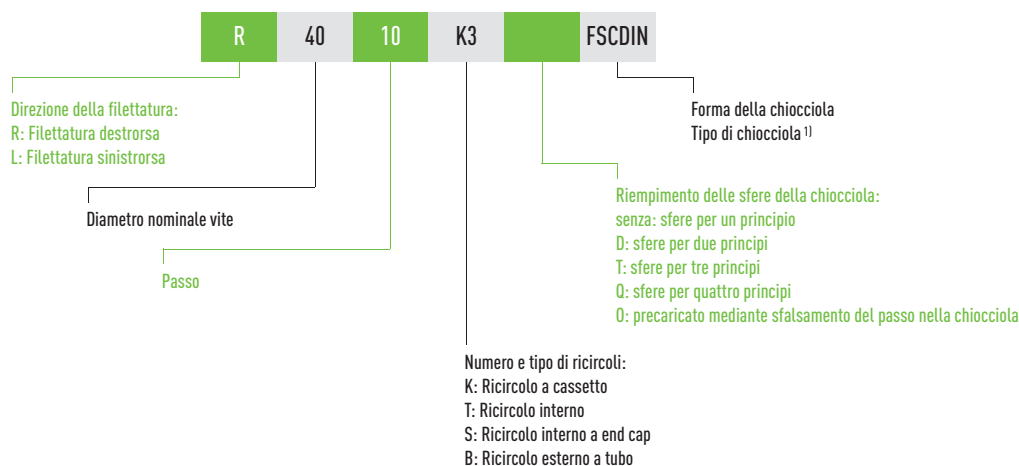 R 40 10 K3 FSCDIN
Direzione della filettatura:
R: Filettatura destrorsa
L: Filettatura sinistrorsa
Forma della chiocciola
Tipo di chiocciola 1)
Diametro nominale vite
Riempimento delle sfere della chiocciola:
senza: sfere per un principio
D: sfere per due principi
T: sfere per tre principi
Q: sfere per quattro principi
O: precaricato mediante sfalsamento del passo nella chiocciola
Passo
Numero e tipo di ricircoli:
K: Ricircolo a cassetto
T: Ricircolo interno
S: Ricircolo interno a end cap
B: Ricircolo esterno a tubo